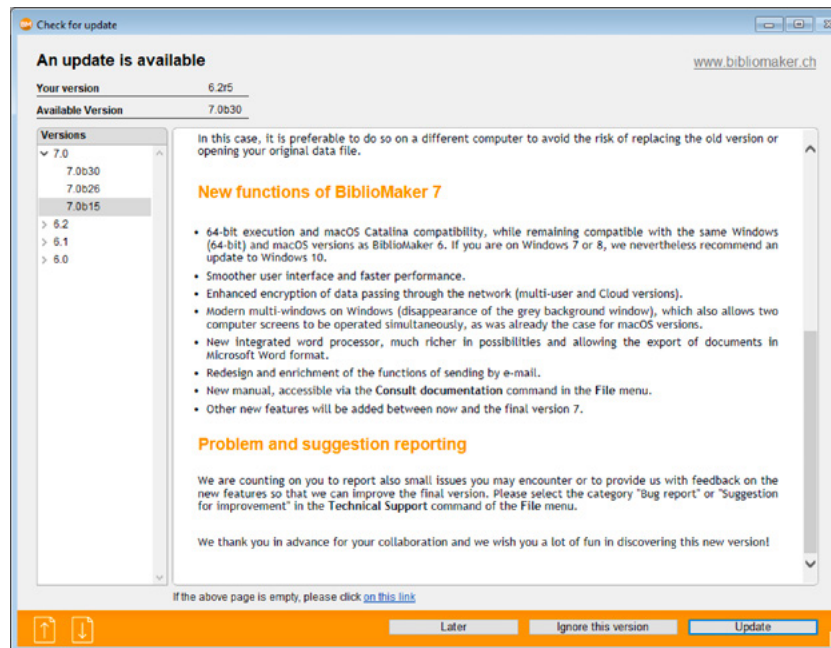 Check for update
An update is available
www.bibliomaker.ch
Your version 6.2r5
Available Version 7.0b30
Versions
7.0
7.0b30
7.0b26
7.0b15
6.2
6.1
6.0
In this case, it is preferable to do so on a different computer to avoid the risk of replacing the old version or
opening your original data file.
New functions of BiblioMaker 7
• 64-bit execution and macOS Catalina compatibility, while remaining compatible with the same Windows
(64-bit) and macOS versions as BiblioMaker 6. If you are on Windows 7 or 8, we nevertheless recommend an
update to Windows 10.
• Smoother user interface and faster performance.
• Enhanced encryption of data passing through the network (multi-user and Cloud versions).
• Modern multi-windows on Windows (disappearance of the grey background window), which also allows two
computer screens to be operated simultaneously, as was already the case for macOS versions.
• New integrated word processor, much richer in possibilities and allowing the export of documents in
Microsoft Word format.
• Redesign and enrichment of the functions of sending by e-mail.
• New manual, accessible via the Consult documentation command in the File menu.
• Other new features will be added between now and the final version 7.
Problem and suggestion reporting
We are counting on you to report also small issues you may encounter or to provide us with feedback on the
new features so that we can improve the final version. Please select the category "Bug report" or "Suggestion
for improvement" in the Technical Support command of the File menu.
We thank you in advance for your collaboration and we wish you a lot of fun in discovering this new version!
If the above page is empty, please click on this link
Later
Ignore this version
Update